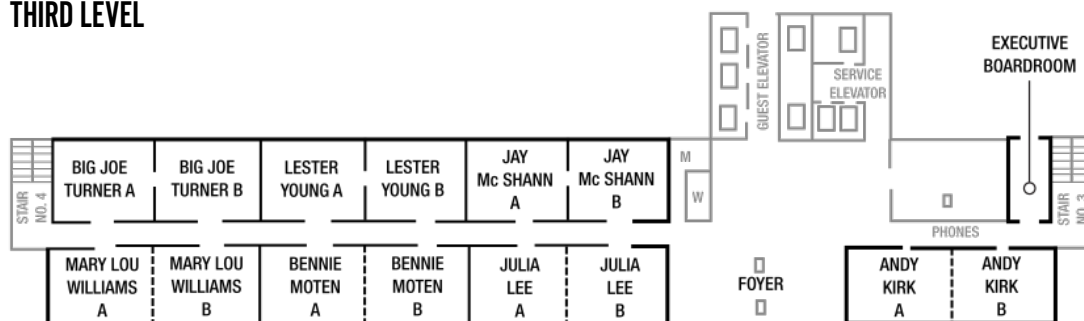 THIRD LEVEL
GUEST ELEVATOR
SERVICE
ELEVATOR
EXECUTIVE
BOARDROOM
STAIR
NO. 4
BIG JOE
TURNER A
BIG JOE
TURNER B
LESTER
YOUNG A
LESTER
YOUNG B
JAY
Mc SHANN
A
JAY
Mc SHANN
B
M
W
PHONES
STAIR
NO. 3
MARY LOU
WILLIAMS
A
MARY LOU
WILLIAMS
B
BENNIE
MOTEN
A
BENNIE
MOTEN
B
JULIA
LEE
A
JULIA
LEE
B
FOYER
ANDY
KIRK
A
ANDY
KIRK
B